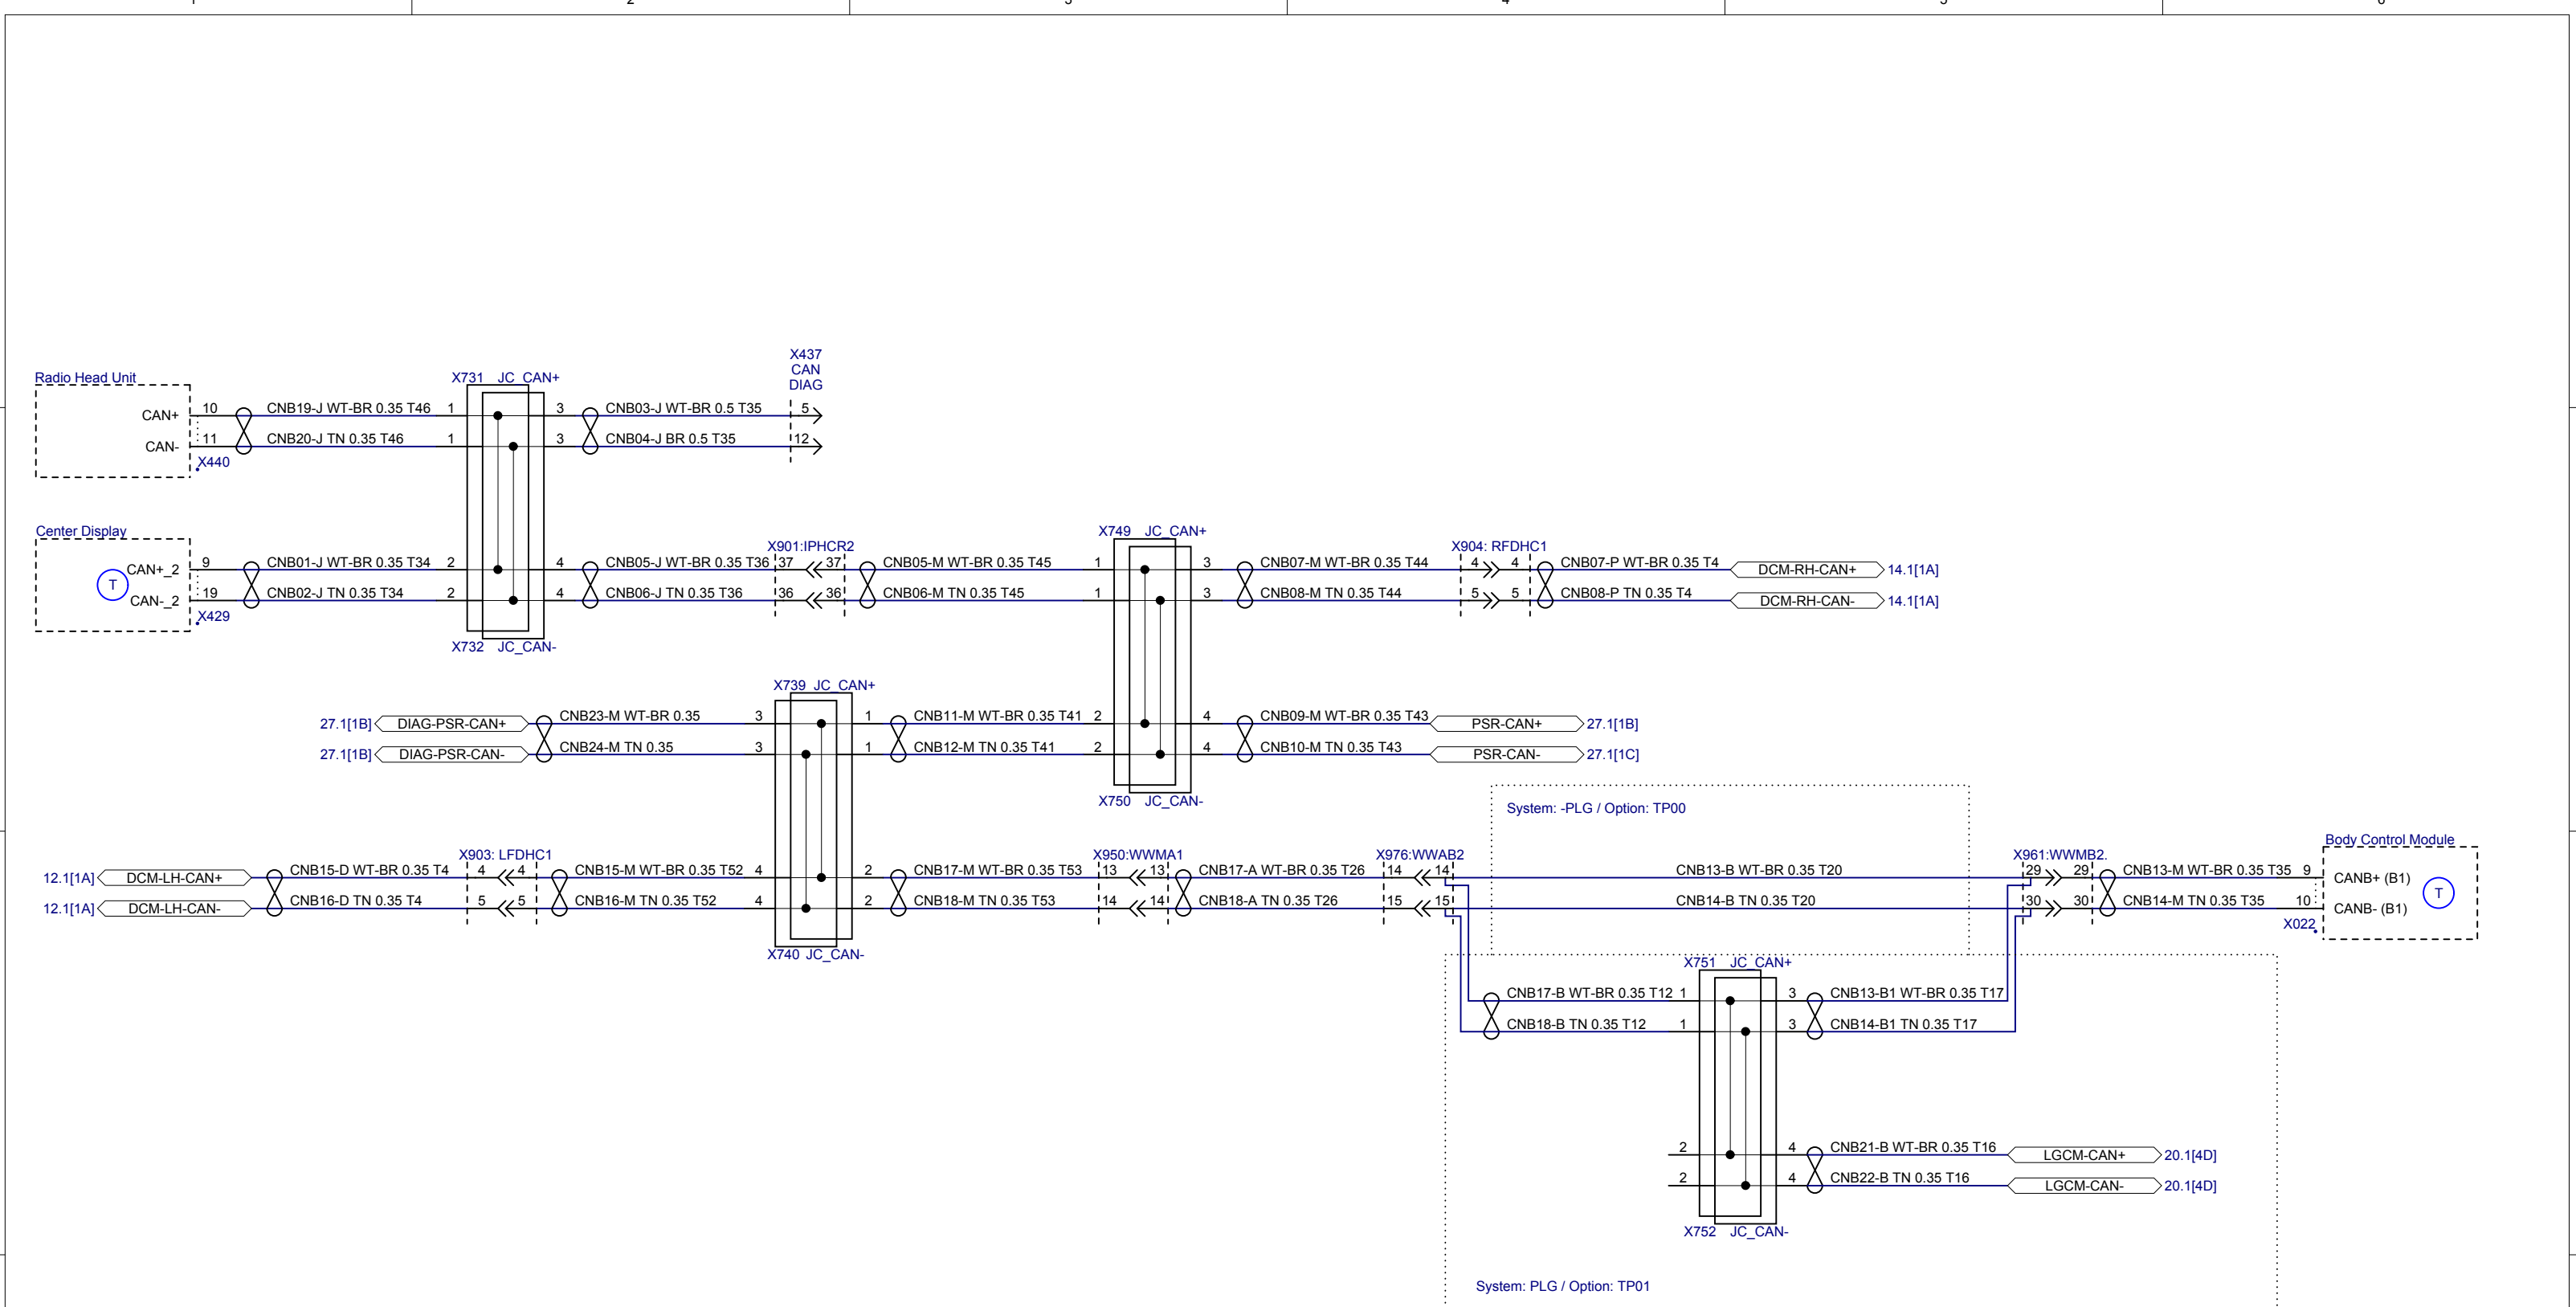 1 2 3 4 5 6
X437
CAN
DIAG
Radio Head Unit
X731 JC_CAN+
CAN+ 10 CNB19-J WT-BR 0.35 T46 1 3 CNB03-J WT-BR 0.5 T35 5
CAN- 11 CNB20-J TN 0.35 T46 1 3 CNB04-J BR 0.5 T35 12
X440
Center Display
X749 JC_CAN+
X901:IPHCR2 X904: RFDHC1
T
CAN+_2 9 CNB01-J WT-BR 0.35 T34 2 4 CNB05-J WT-BR 0.35 T36 37 37 CNB05-M WT-BR 0.35 T45 1 3 CNB07-M WT-BR 0.35 T44 4 4 CNB07-P WT-BR 0.35 T4 DCM-RH-CAN+ 14.1[1A]
CAN-_2 19 CNB02-J TN 0.35 T34 2 4 CNB06-J TN 0.35 T36 36 36 CNB06-M TN 0.35 T45 1 3 CNB08-M TN 0.35 T44 5 5 CNB08-P TN 0.35 T4 DCM-RH-CAN- 14.1[1A]
X429
X732 JC_CAN-
X739 JC_CAN+
27.1[1B] DIAG-PSR-CAN+ CNB23-M WT-BR 0.35 3 1 CNB11-M WT-BR 0.35 T41 2 4 CNB09-M WT-BR 0.35 T43 PSR-CAN+ 27.1[1B]
27.1[1B] DIAG-PSR-CAN- CNB24-M TN 0.35 3 1 CNB12-M TN 0.35 T41 2 4 CNB10-M TN 0.35 T43 PSR-CAN- 27.1[1C]
X750 JC_CAN-
System: -PLG / Option: TP00
Body Control Module
X903: LFDHC1 X950:WWMA1 X976:WWAB2 X961:WWMB2.
12.1[1A] DCM-LH-CAN+ CNB15-D WT-BR 0.35 T4 4 4 CNB15-M WT-BR 0.35 T52 4 2 CNB17-M WT-BR 0.35 T53 13 13 CNB17-A WT-BR 0.35 T26 14 14 CNB13-B WT-BR 0.35 T20 29 29 CNB13-M WT-BR 0.35 T35 9 CANB+ (B1)
T
12.1[1A] DCM-LH-CAN- CNB16-D TN 0.35 T4 5 5 CNB16-M TN 0.35 T52 4 2 CNB18-M TN 0.35 T53 14 14 CNB18-A TN 0.35 T26 15 15 CNB14-B TN 0.35 T20 30 30 CNB14-M TN 0.35 T35 10 CANB- (B1)
X022
X740 JC_CAN-
X751 JC_CAN+
CNB17-B WT-BR 0.35 T12 1 3 CNB13-B1 WT-BR 0.35 T17
CNB18-B TN 0.35 T12 1 3 CNB14-B1 TN 0.35 T17
2 4 CNB21-B WT-BR 0.35 T16 LGCM-CAN+ 20.1[4D]
2 4 CNB22-B TN 0.35 T16 LGCM-CAN- 20.1[4D]
X752 JC_CAN-
System: PLG / Option: TP01